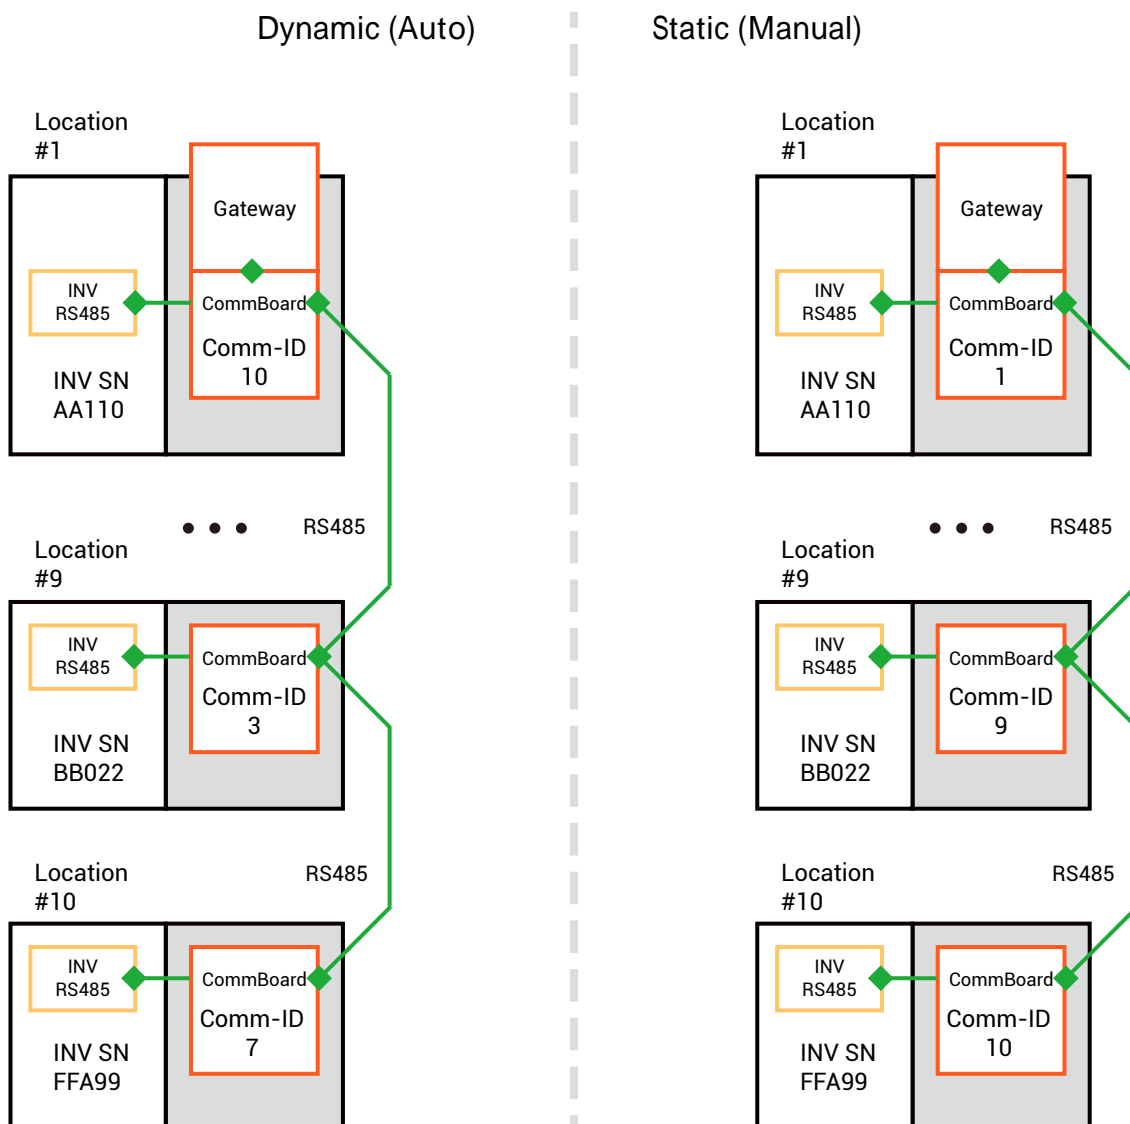 Dynamic (Auto)
Location
#1
Gateway
INV
RS485
CommBoard
Comm-ID
10
INV SN
AA110
RS485
Location
#9
INV
RS485
CommBoard
Comm-ID
3
INV SN
BB022
Location
#10
RS485
INV
RS485
CommBoard
Comm-ID
7
INV SN
FFA99
Static (Manual)
Location
#1
Gateway
INV
RS485
CommBoard
Comm-ID
1
INV SN
AA110
RS485
Location
#9
INV
RS485
CommBoard
Comm-ID
9
INV SN
BB022
Location
#10
RS485
INV
RS485
CommBoard
Comm-ID
10
INV SN
FFA99